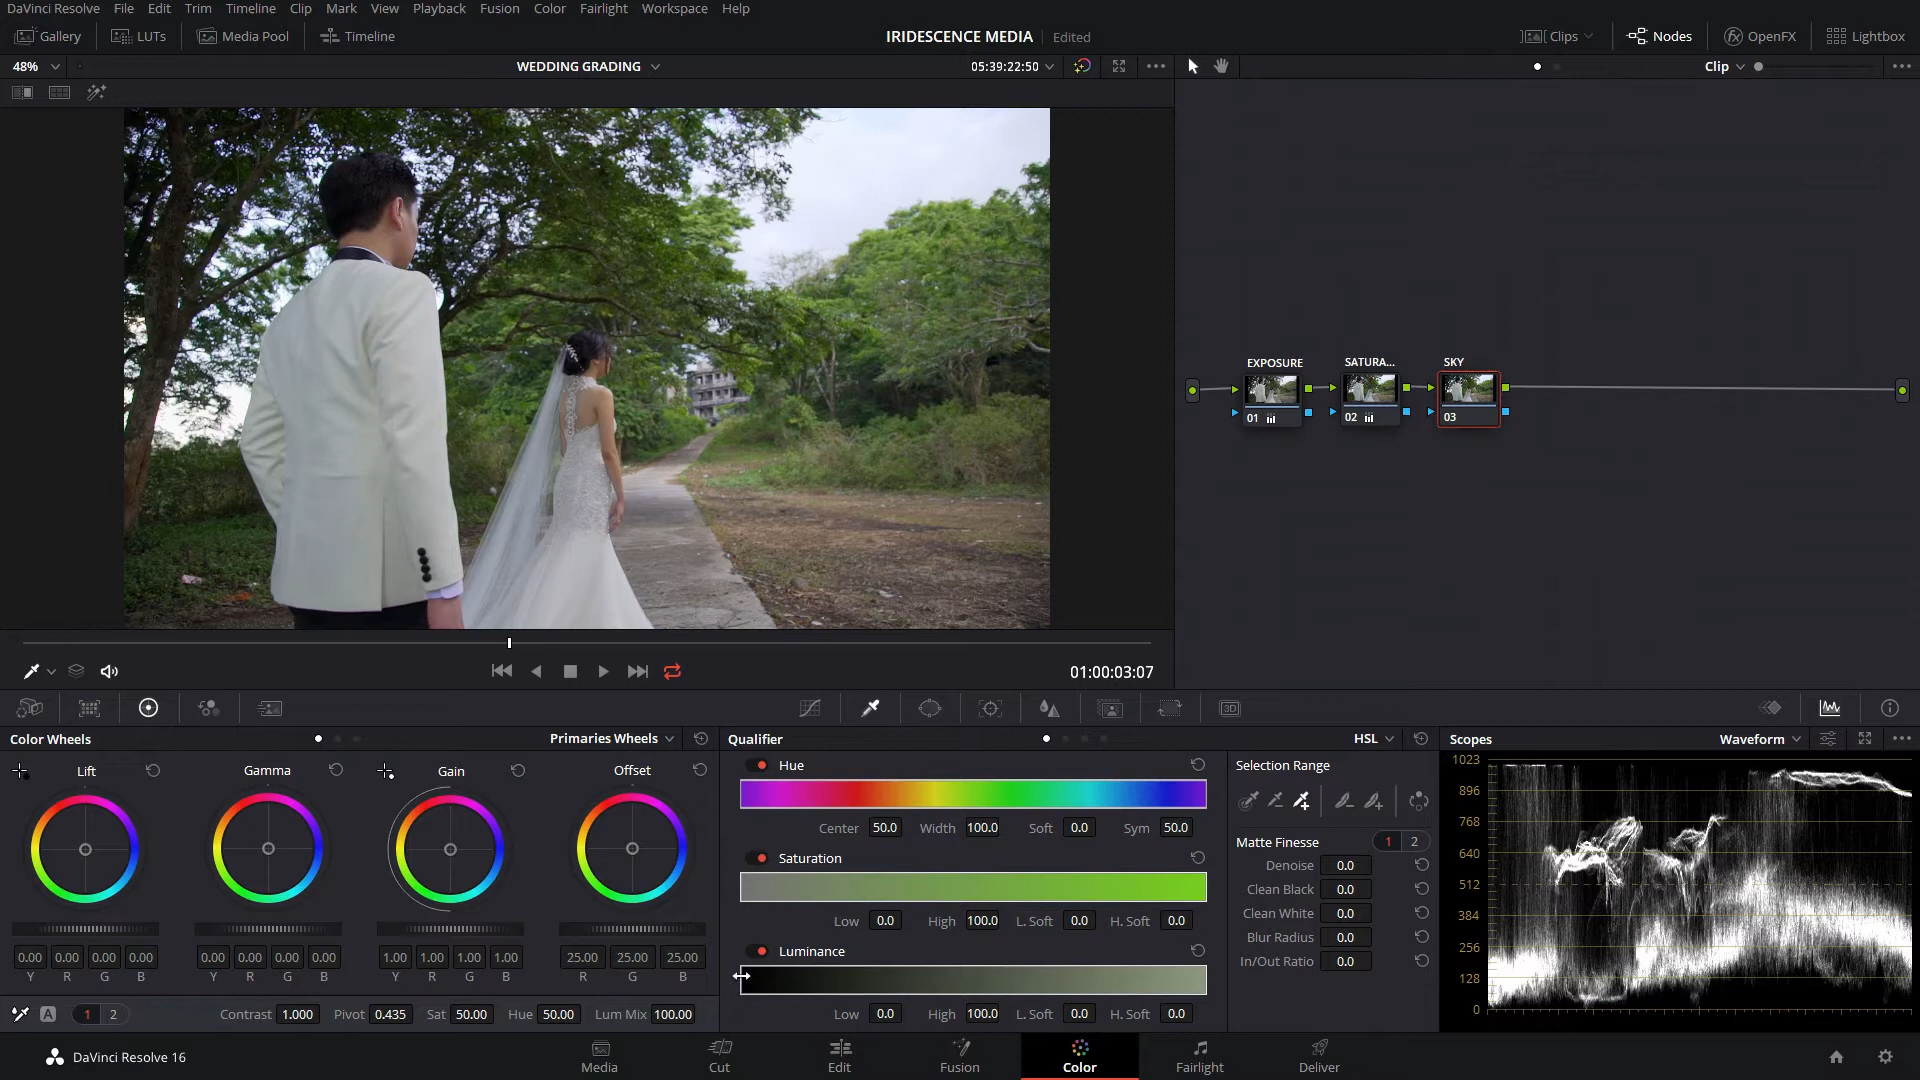 DaVinci Resolve File Edit Trim Timeline Clip Mark View Playback Fusion Color Fairlight Workspace Help
Gallery LUTs Media Pool Timeline IRIDESCENCE MEDIA Edited Clips Nodes OpenFX Lightbox
48% WEDDING GRADING 05:39:22:50 Clip
EXPOSURE SATURA... SKY
01 02 03
01:00:03:07
3D
Color Wheels Primaries Wheels Qualifier HSL Scopes Waveform
Lift Gamma Gain Offset
0.00 0.00 0.00 0.00 0.00 0.00 0.00 0.00 1.00 1.00 1.00 1.00 25.00 25.00 25.00
Y R G B Y R G B Y R G B R G B
A 1 2 Contrast 1.000 Pivot 0.435 Sat 50.00 Hue 50.00 Lum Mix 100.00
Hue
Center 50.0 Width 100.0 Soft 0.0 Sym 50.0
Saturation
Low 0.0 High 100.0 L. Soft 0.0 H. Soft 0.0
Luminance
Low 0.0 High 100.0 L. Soft 0.0 H. Soft 0.0
Selection Range
Matte Finesse 1 2
Denoise 0.0
Clean Black 0.0
Clean White 0.0
Blur Radius 0.0
In/Out Ratio 0.0
1023
896
768
640
512
384
256
128
0
DaVinci Resolve 16 Media Cut Edit Fusion Color Fairlight Deliver